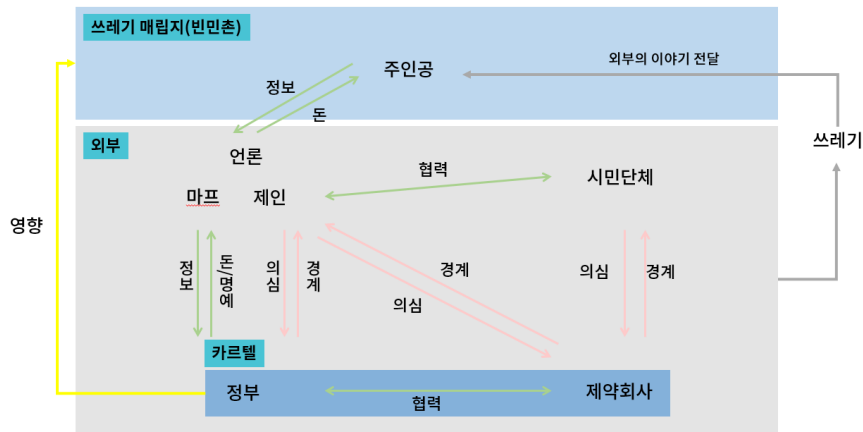 쓰레기 매립지(빈민촌)
주인공
외부의 이야기 전달
정보
돈
외부
쓰레기
언론
협력
시민단체
마프
제인
영향
정보
돈/명예
의심
경계
경계
의심
의심
경계
카르텔
정부
제약회사
협력